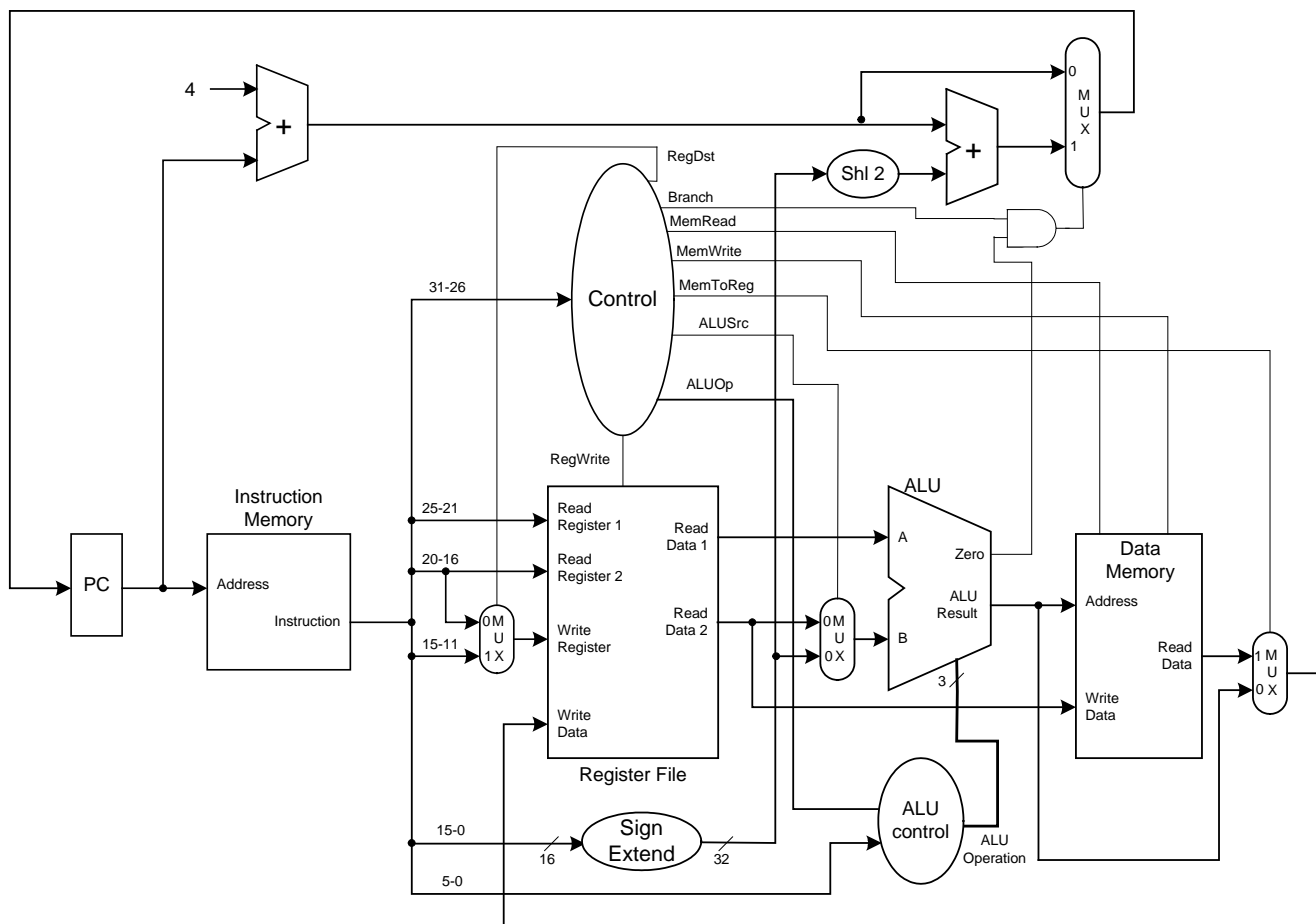 4
+
+
0
M
U
X
1
Shl 2
RegDst
Branch
MemRead
MemWrite
MemToReg
ALUSrc
ALUOp
Control
31-26
RegWrite
Instruction
Memory
PC
Address
Instruction
25-21
20-16
15-11
0 M
U
1 X
Read
Register 1
Read
Register 2
Write
Register
Write
Data
Read
Data 1
Read
Data 2
Register File
0 M
U
0 X
ALU
A
B
Zero
ALU
Result
3
Data
Memory
Address
Read
Data
Write
Data
1 M
U
0 X
15-0
16
Sign
Extend
32
5-0
ALU
control
ALU
Operation